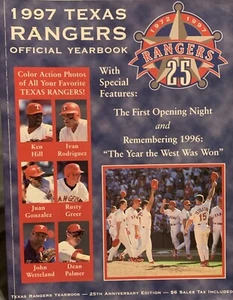 1997 TEXAS
RANGERS
OFFICIAL YEARBOOK
1972 1997
RANGERS
25
Color Action Photos
of All Your Favorite
TEXAS RANGERS!
Ken
Hill
Ivan
Rodriguez
Juan
Gonzalez
Rusty
Greer
John
Wetteland
Dean
Palmer
With
Special
Features:
The First Opening Night
and
Remembering 1996:
"The Year the West Was Won"
15
TEXAS RANGERS YEARBOOK — 25TH ANNIVERSARY EDITION — $6 SALES TAX INCLUDED